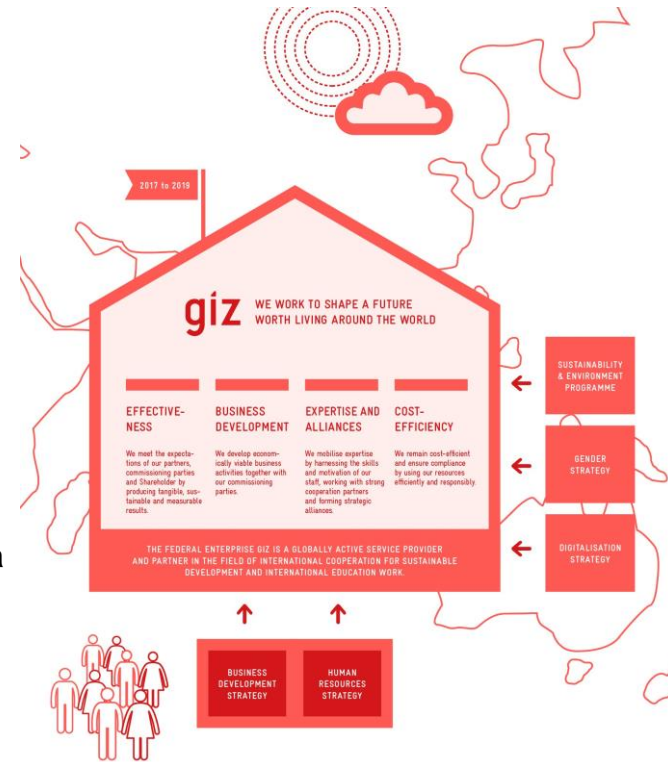 2017 to 2019
giz
WE WORK TO SHAPE A FUTURE
WORTH LIVING AROUND THE WORLD
EFFECTIVE-
NESS
We meet the expecta-
tions of our partners,
commissioning parties
and Shareholder by
producing tangible, sus-
tainable and measurable
results.
BUSINESS
DEVELOPMENT
We develop econom-
ically viable business
activities together with
our commissioning
parties.
EXPERTISE AND
ALLIANCES
We mobilise expertise
by harnessing the skills
and motivation of our
staff, working with strong
cooperation partners
and forming strategic
alliances.
COST-
EFFICIENCY
We remain cost-efficient
and ensure compliance
by using our resources
efficiently and responsibly.
THE FEDERAL ENTERPRISE GIZ IS A GLOBALLY ACTIVE SERVICE PROVIDER
AND PARTNER IN THE FIELD OF INTERNATIONAL COOPERATION FOR SUSTAINABLE
DEVELOPMENT AND INTERNATIONAL EDUCATION WORK.
SUSTAINABILITY
& ENVIRONMENT
PROGRAMME
GENDER
STRATEGY
DIGITALISATION
STRATEGY
BUSINESS
DEVELOPMENT
STRATEGY
HUMAN
RESOURCES
STRATEGY